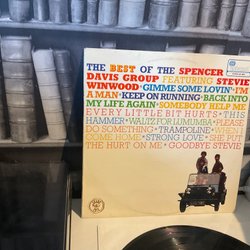 THE BEST OF THE SPENCER
DAVIS GROUP FEATURING STEVIE
WINWOOD•GIMME SOME LOVIN'•I'M
A MAN•KEEP ON RUNNING•BACK INTO
MY LIFE AGAIN•SOMEBODY HELP ME
EVERY LITTLE BIT HURTS•THIS
HAMMER•WALTZ FOR LUMUMBA•PLEASE
DO SOMETHING•TRAMPOLINE•WHEN I
COME HOME•STRONG LOVE•SHE PUT
THE HURT ON ME•GOODBYE STEVIE